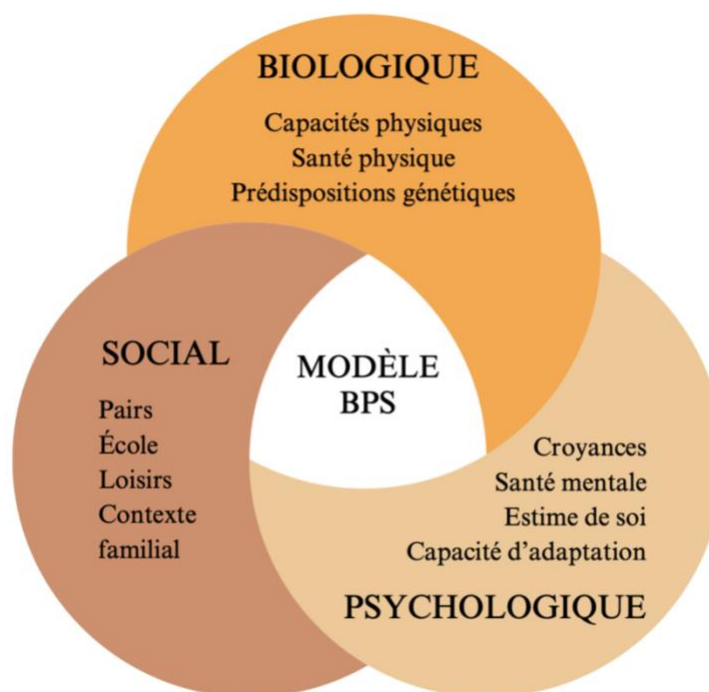 BIOLOGIQUE
Capacités physiques
Santé physique
Prédispositions génétiques
SOCIAL
Pairs
École
Loisirs
Contexte
familial
MODÈLE
BPS
Croyances
Santé mentale
Estime de soi
Capacité d'adaptation
PSYCHOLOGIQUE